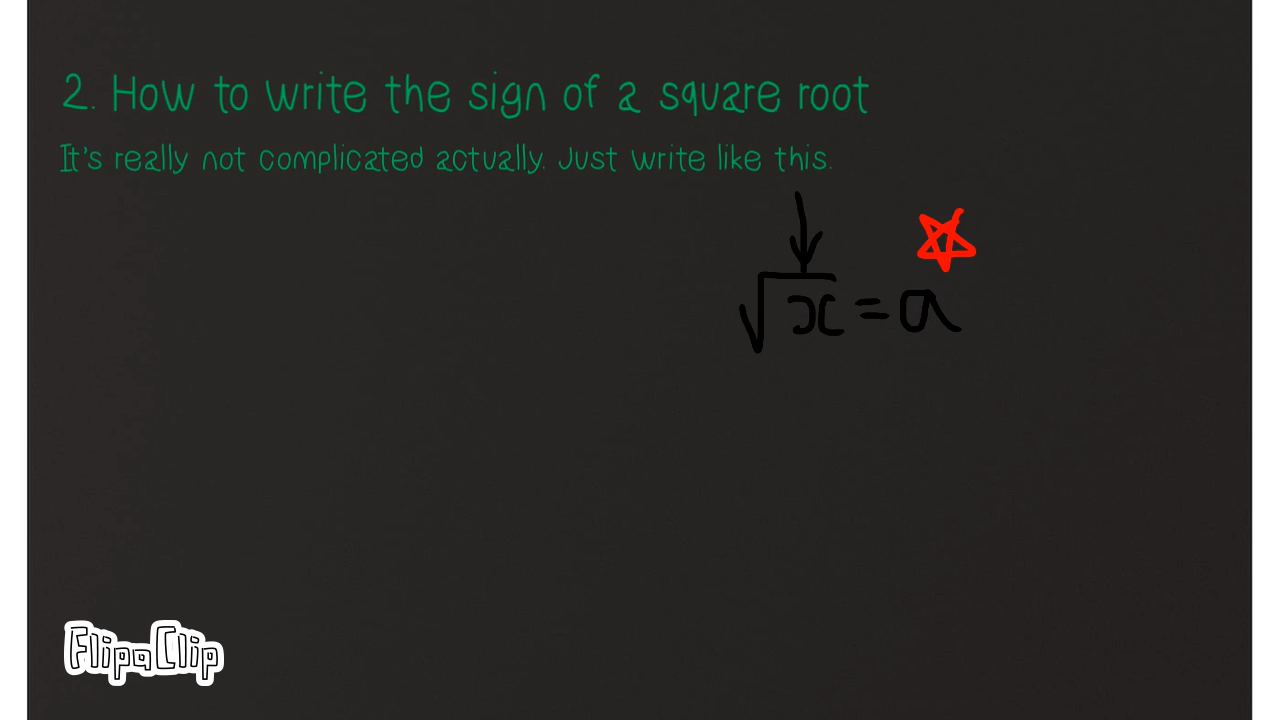 2. How to write the sign of a square root
It's really not complicated actually. Just write like this.
√x = a
FlipaClip